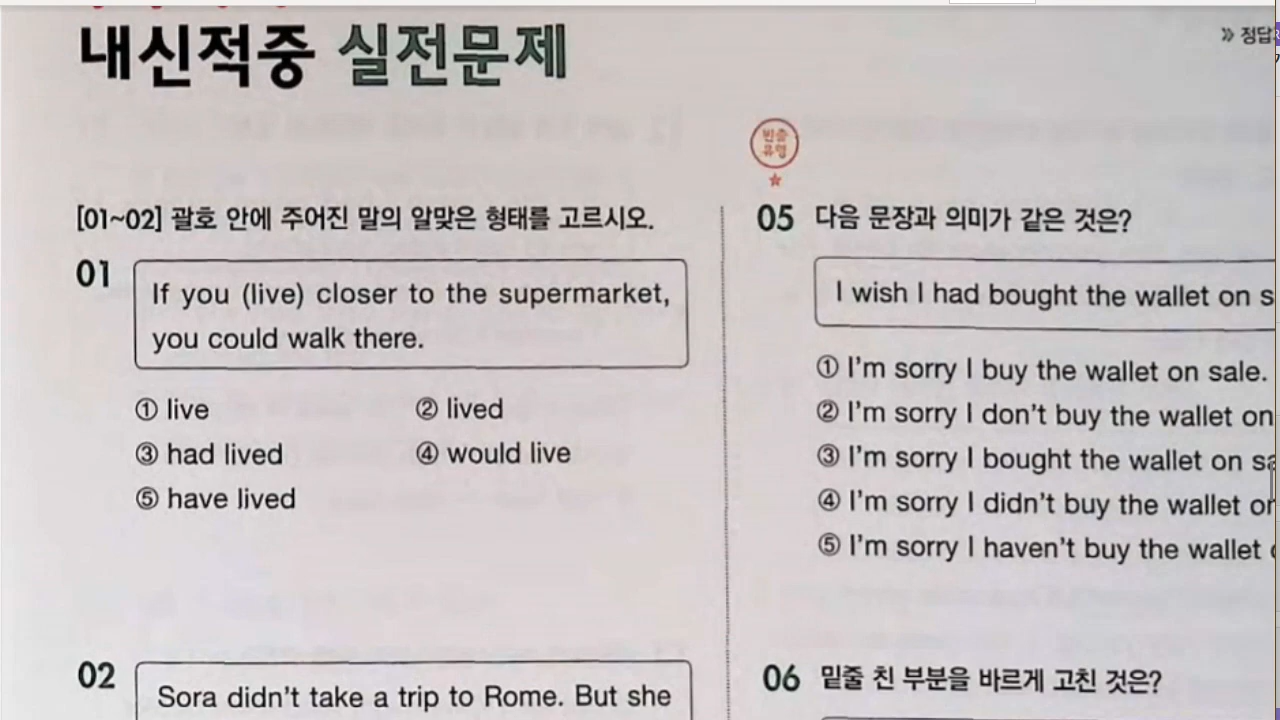 내신적중 실전문제
» 정답
빈출
유형
[01~02] 괄호 안에 주어진 말의 알맞은 형태를 고르시오.
01
If you (live) closer to the supermarket,
you could walk there.
① live ② lived
③ had lived ④ would live
⑤ have lived
02
Sora didn't take a trip to Rome. But she
05 다음 문장과 의미가 같은 것은?
I wish I had bought the wallet on
① I'm sorry I buy the wallet on sale.
② I'm sorry I don't buy the wallet on
③ I'm sorry I bought the wallet on
④ I'm sorry I didn't buy the wallet
⑤ I'm sorry I haven't buy the wallet
06 밑줄 친 부분을 바르게 고친 것은?